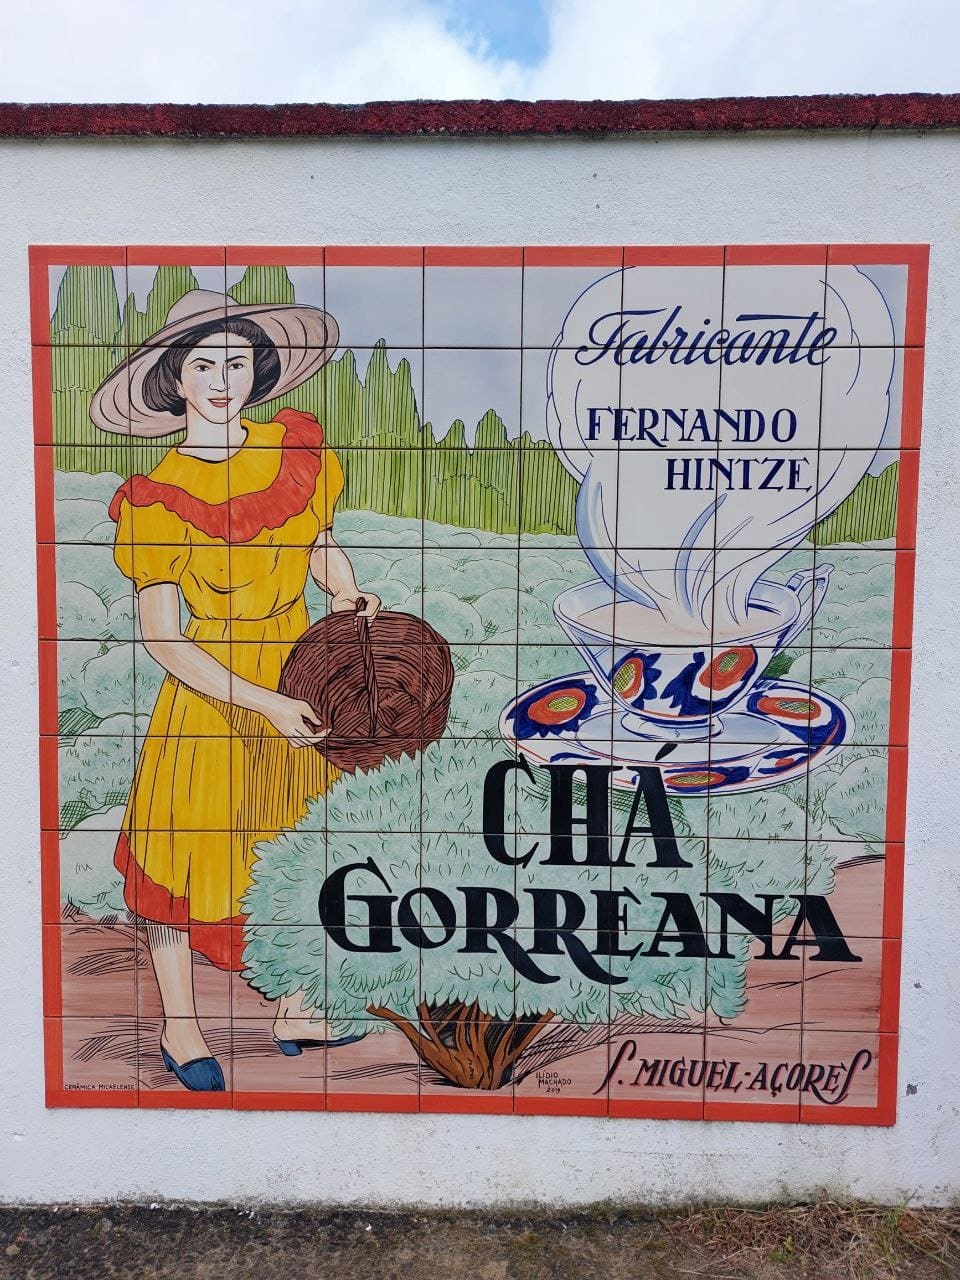 Fabricante
FERNANDO
HINTZE
CHÁ
GORREANA
S. MIGUEL-AÇORES
CERÂMICA MICAELENSE
ILÍDIO
MACHADO
2019